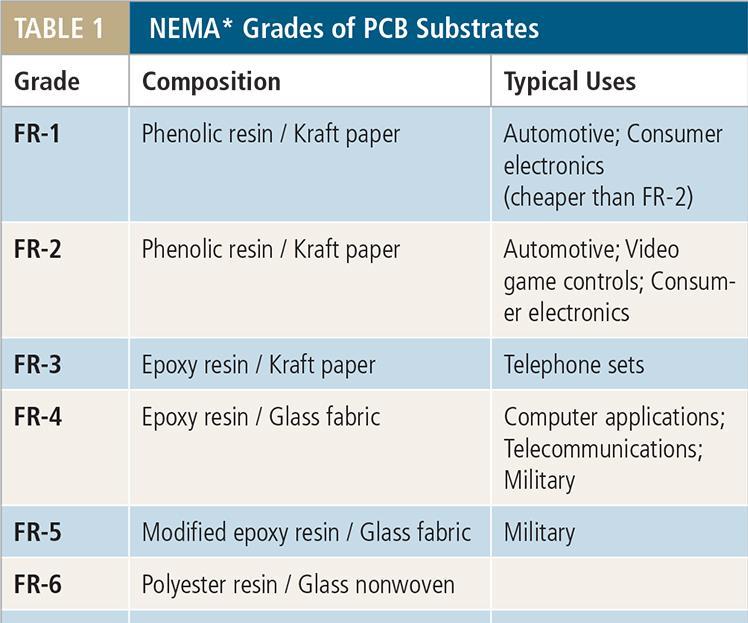 TABLE 1 NEMA* Grades of PCB Substrates
Grade Composition Typical Uses
FR-1 Phenolic resin / Kraft paper Automotive; Consumer
electronics
(cheaper than FR-2)
FR-2 Phenolic resin / Kraft paper Automotive; Video
game controls; Consum-
er electronics
FR-3 Epoxy resin / Kraft paper Telephone sets
FR-4 Epoxy resin / Glass fabric Computer applications;
Telecommunications;
Military
FR-5 Modified epoxy resin / Glass fabric Military
FR-6 Polyester resin / Glass nonwoven